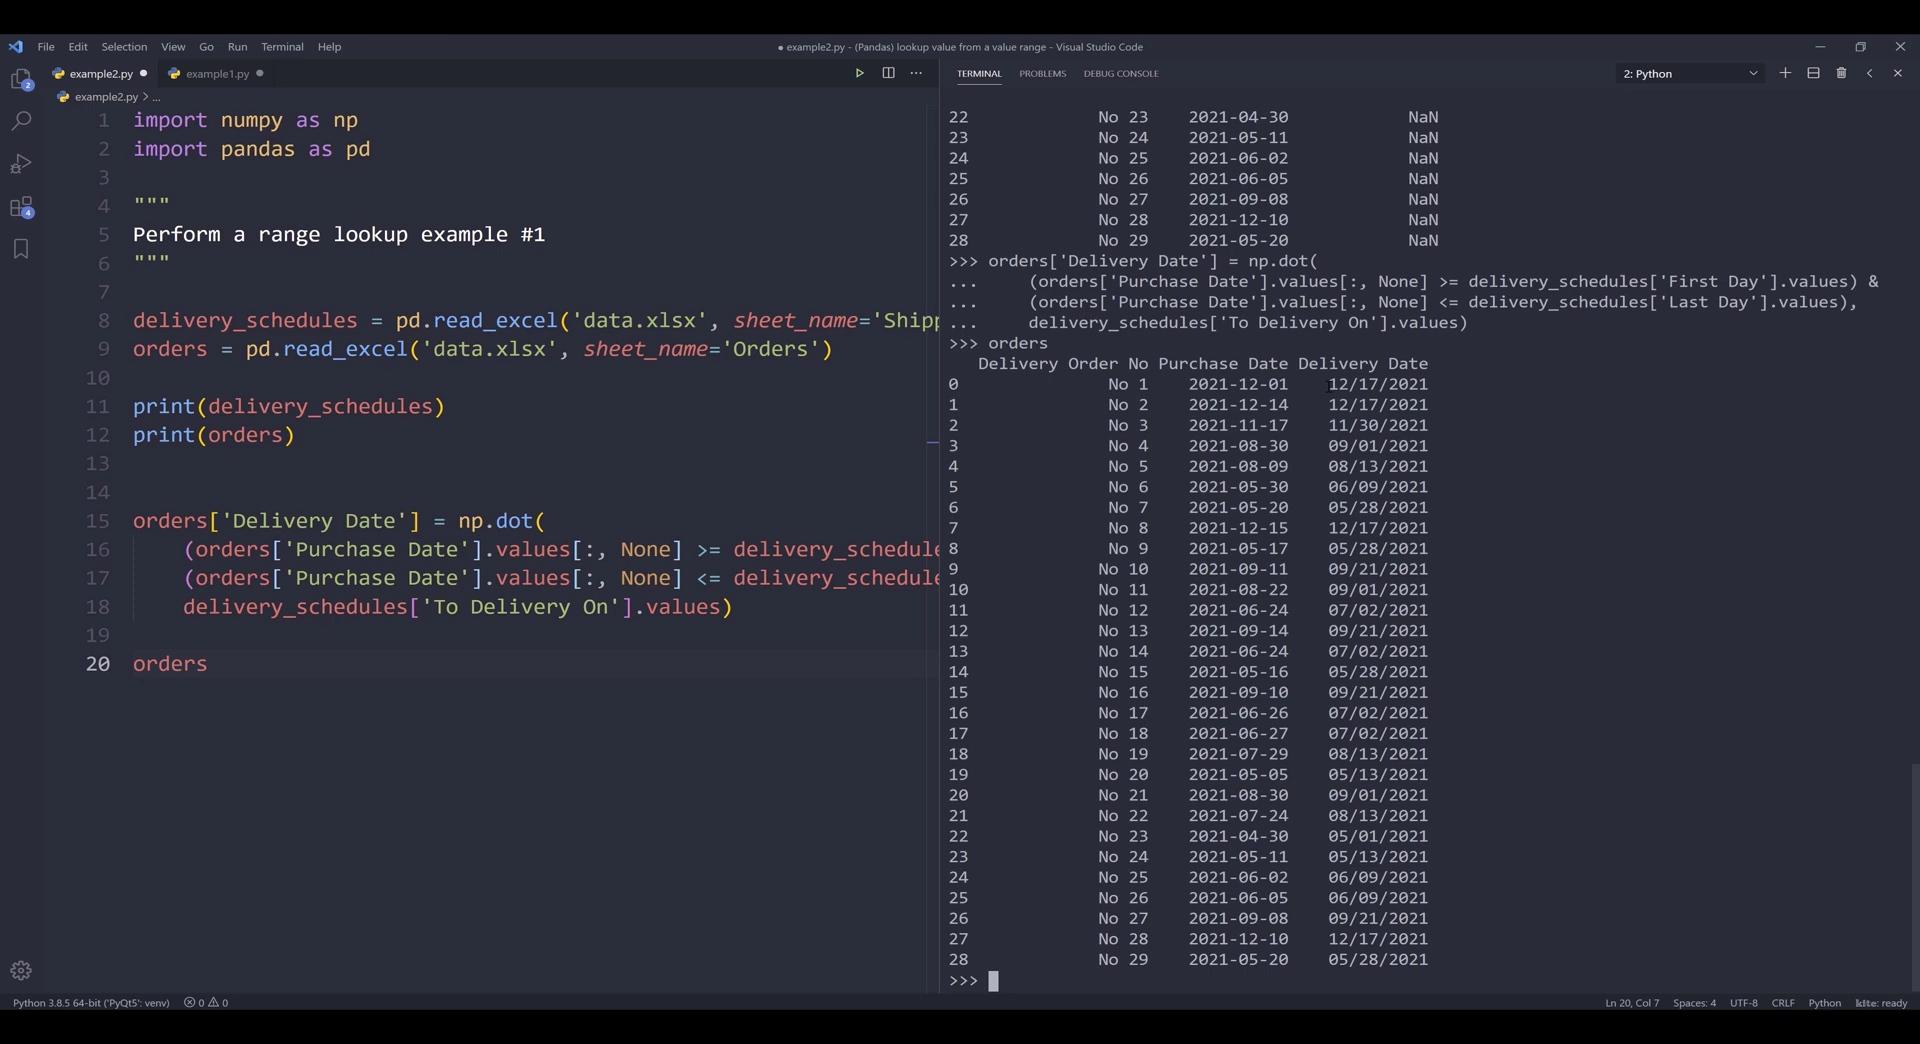 File Edit Selection View Go Run Terminal Help
● example2.py - (Pandas) lookup value from a value range - Visual Studio Code
example2.py ● example1.py ●
example2.py > ...
1 import numpy as np
2 import pandas as pd
3
4 """
5 Perform a range lookup example #1
6 """
7
8 delivery_schedules = pd.read_excel('data.xlsx', sheet_name='Shipp
9 orders = pd.read_excel('data.xlsx', sheet_name='Orders')
10
11 print(delivery_schedules)
12 print(orders)
13
14
15 orders['Delivery Date'] = np.dot(
16 (orders['Purchase Date'].values[:, None] >= delivery_schedule
17 (orders['Purchase Date'].values[:, None] <= delivery_schedule
18 delivery_schedules['To Delivery On'].values)
19
20 orders
2
4
TERMINAL PROBLEMS DEBUG CONSOLE 2: Python
22 No 23 2021-04-30 NaN
23 No 24 2021-05-11 NaN
24 No 25 2021-06-02 NaN
25 No 26 2021-06-05 NaN
26 No 27 2021-09-08 NaN
27 No 28 2021-12-10 NaN
28 No 29 2021-05-20 NaN
>>> orders['Delivery Date'] = np.dot(
... (orders['Purchase Date'].values[:, None] >= delivery_schedules['First Day'].values) &
... (orders['Purchase Date'].values[:, None] <= delivery_schedules['Last Day'].values),
... delivery_schedules['To Delivery On'].values)
>>> orders
Delivery Order No Purchase Date Delivery Date
0 No 1 2021-12-01 12/17/2021
1 No 2 2021-12-14 12/17/2021
2 No 3 2021-11-17 11/30/2021
3 No 4 2021-08-30 09/01/2021
4 No 5 2021-08-09 08/13/2021
5 No 6 2021-05-30 06/09/2021
6 No 7 2021-05-20 05/28/2021
7 No 8 2021-12-15 12/17/2021
8 No 9 2021-05-17 05/28/2021
9 No 10 2021-09-11 09/21/2021
10 No 11 2021-08-22 09/01/2021
11 No 12 2021-06-24 07/02/2021
12 No 13 2021-09-14 09/21/2021
13 No 14 2021-06-24 07/02/2021
14 No 15 2021-05-16 05/28/2021
15 No 16 2021-09-10 09/21/2021
16 No 17 2021-06-26 07/02/2021
17 No 18 2021-06-27 07/02/2021
18 No 19 2021-07-29 08/13/2021
19 No 20 2021-05-05 05/13/2021
20 No 21 2021-08-30 09/01/2021
21 No 22 2021-07-24 08/13/2021
22 No 23 2021-04-30 05/01/2021
23 No 24 2021-05-11 05/13/2021
24 No 25 2021-06-02 06/09/2021
25 No 26 2021-06-05 06/09/2021
26 No 27 2021-09-08 09/21/2021
27 No 28 2021-12-10 12/17/2021
28 No 29 2021-05-20 05/28/2021
>>>
Python 3.8.5 64-bit ('PyQt5': venv) 0 0 Ln 20, Col 7 Spaces: 4 UTF-8 CRLF Python kite: ready